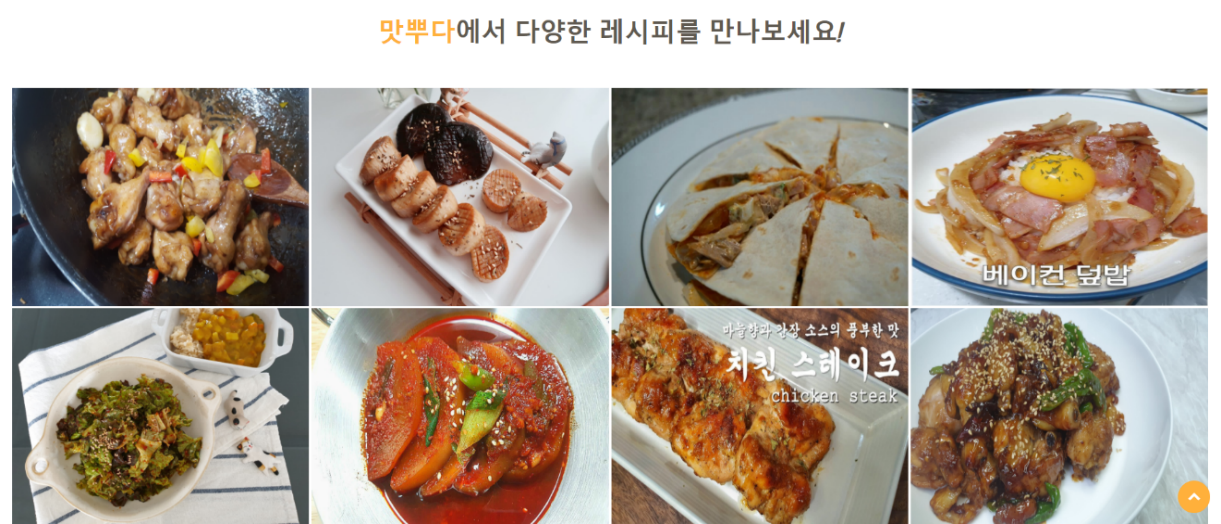 맛뿌다에서 다양한 레시피를 만나보세요!
베이컨 덮밥
마늘향과 간장 소스의 풍부한 맛
치킨 스테이크
chicken steak